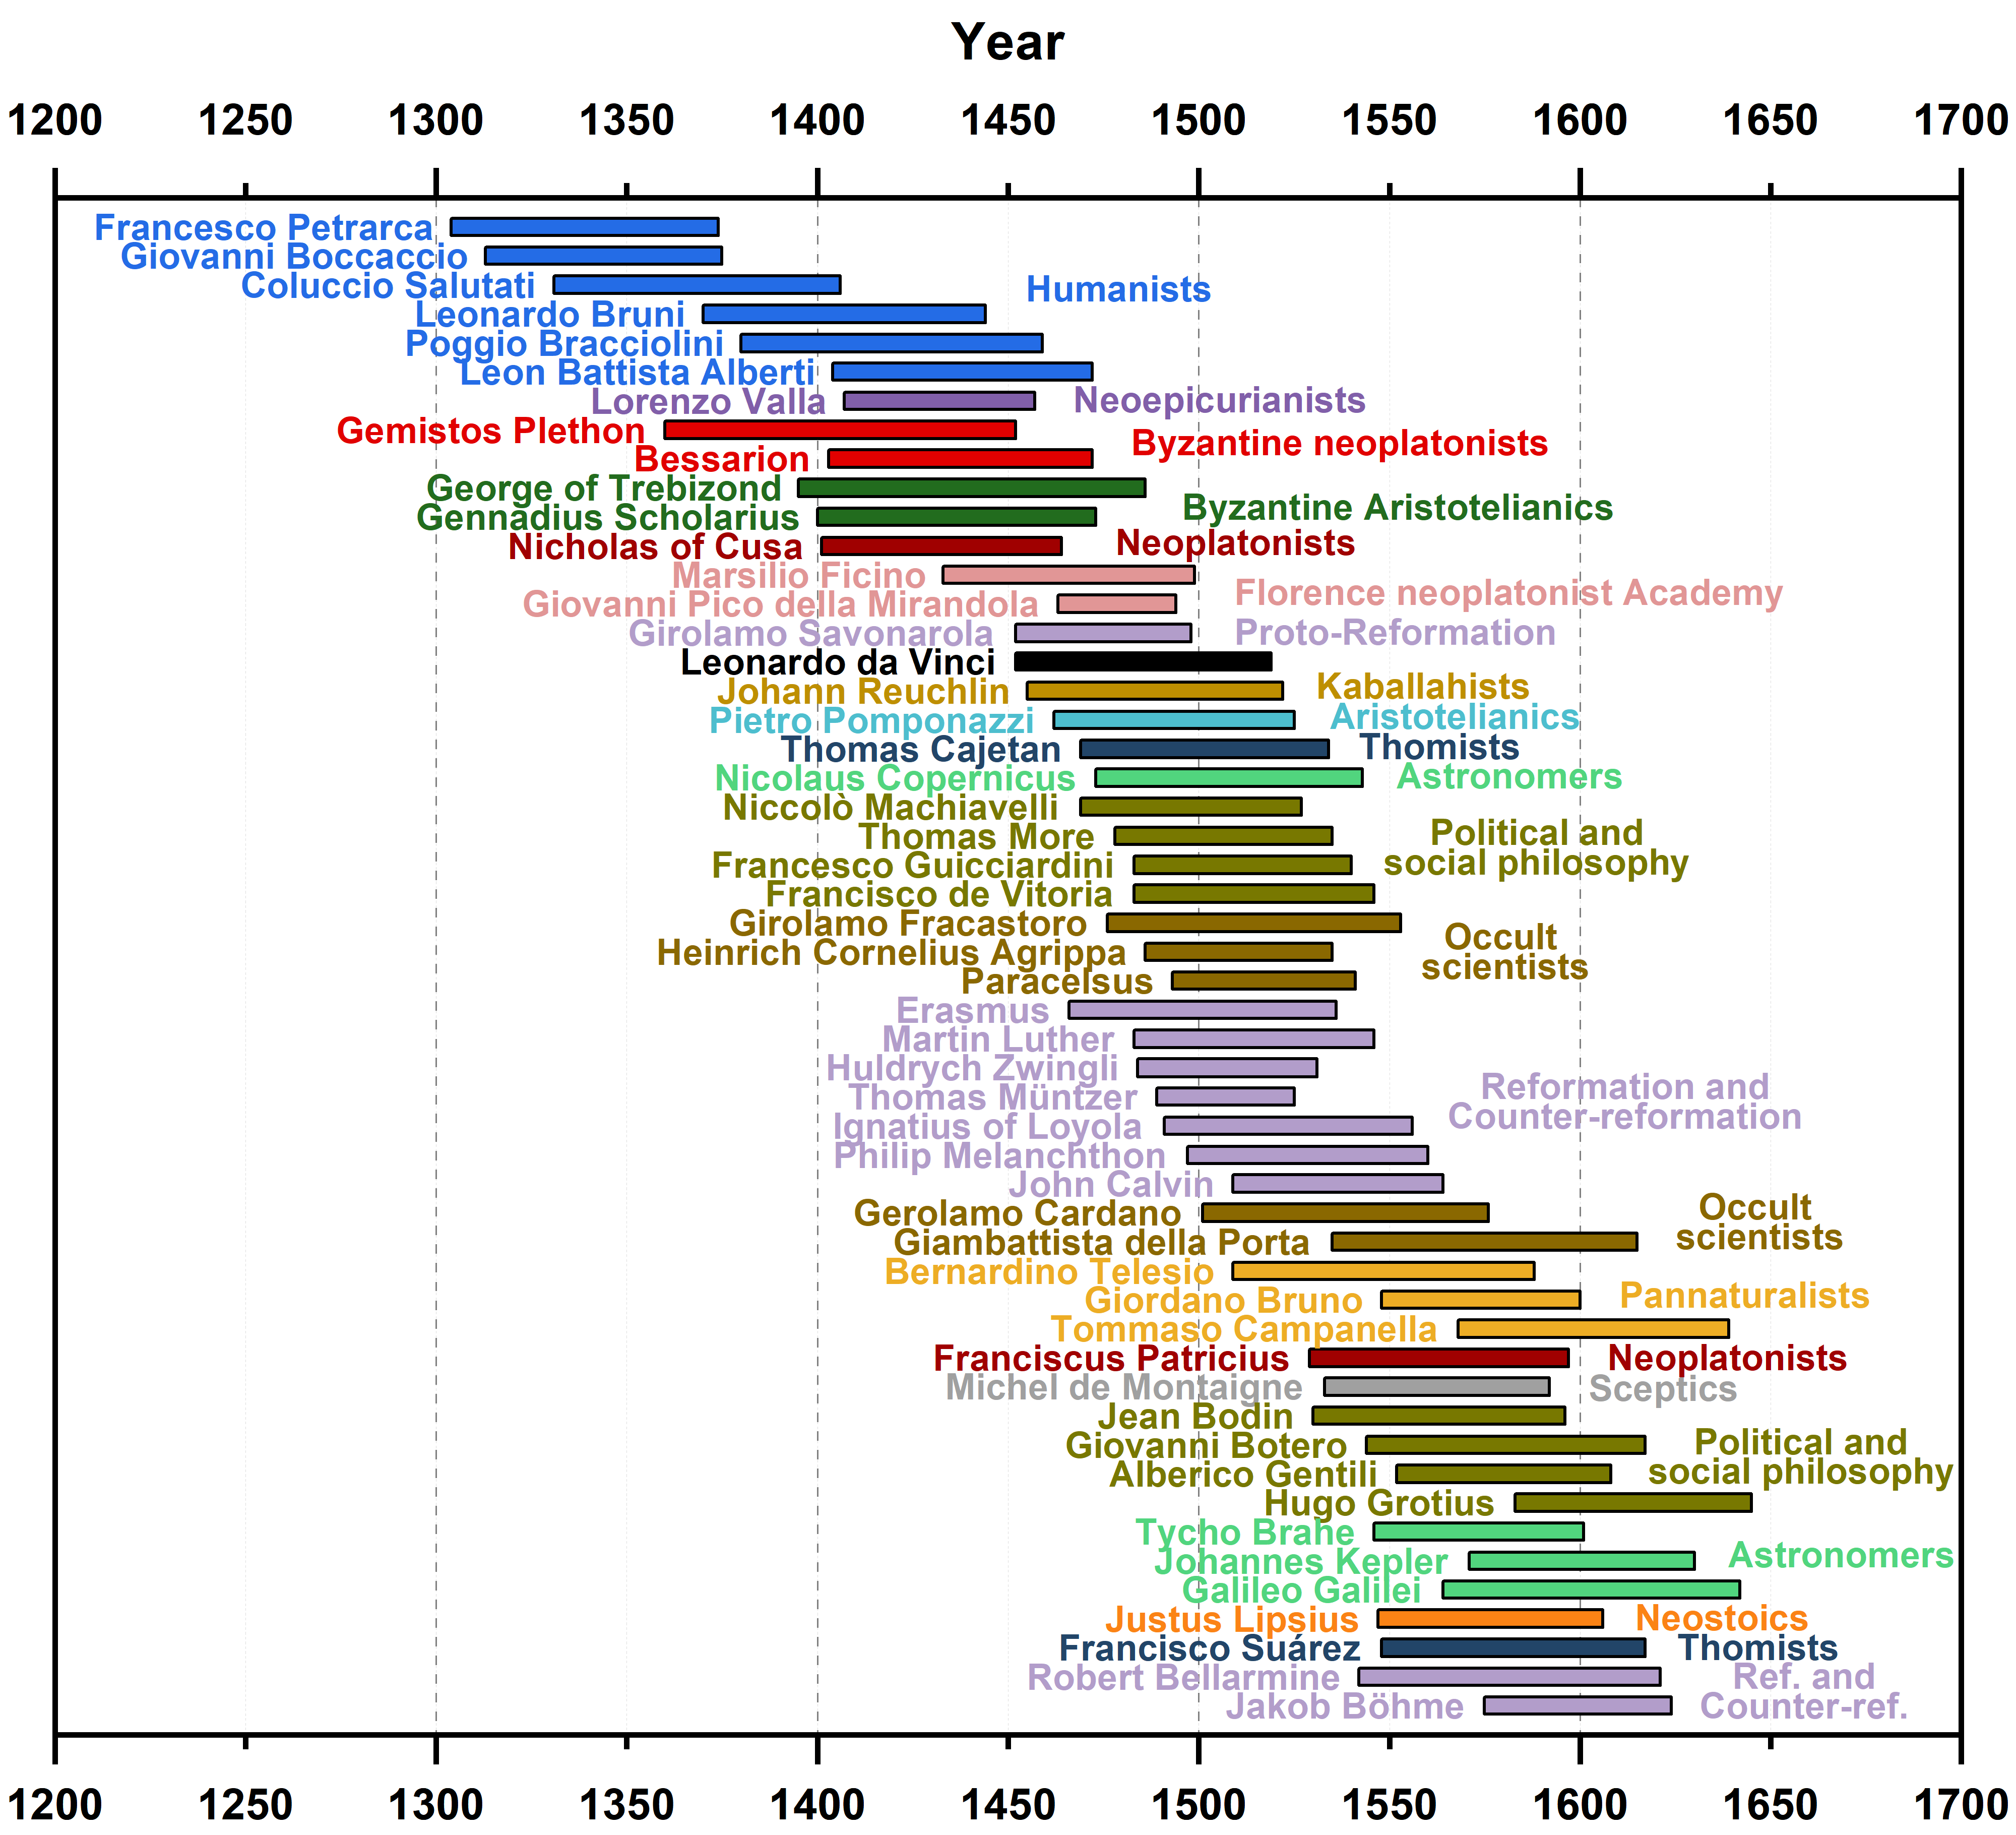 Year
1200 1250 1300 1350 1400 1450 1500 1550 1600 1650 1700
Francesco Petrarca
Giovanni Boccaccio
Coluccio Salutati
Humanists
Leonardo Bruni
Poggio Bracciolini
Leon Battista Alberti
Lorenzo Valla
Neoepicurianists
Gemistos Plethon
Byzantine neoplatonists
Bessarion
George of Trebizond
Byzantine Aristotelianics
Gennadius Scholarius
Nicholas of Cusa
Neoplatonists
Marsilio Ficino
Florence neoplatonist Academy
Giovanni Pico della Mirandola
Girolamo Savonarola
Proto-Reformation
Leonardo da Vinci
Johann Reuchlin
Kaballahists
Pietro Pomponazzi
Aristotelianics
Thomas Cajetan
Thomists
Nicolaus Copernicus
Astronomers
Niccolò Machiavelli
Thomas More
Political and
social philosophy
Francesco Guicciardini
Francisco de Vitoria
Girolamo Fracastoro
Occult
scientists
Heinrich Cornelius Agrippa
Paracelsus
Erasmus
Martin Luther
Huldrych Zwingli
Thomas Müntzer
Reformation and
Counter-reformation
Ignatius of Loyola
Philip Melanchthon
John Calvin
Gerolamo Cardano
Occult
scientists
Giambattista della Porta
Bernardino Telesio
Giordano Bruno
Pannaturalists
Tommaso Campanella
Franciscus Patricius
Neoplatonists
Michel de Montaigne
Sceptics
Jean Bodin
Giovanni Botero
Political and
social philosophy
Alberico Gentili
Hugo Grotius
Tycho Brahe
Johannes Kepler
Astronomers
Galileo Galilei
Justus Lipsius
Neostoics
Francisco Suárez
Thomists
Robert Bellarmine
Ref. and
Counter-ref.
Jakob Böhme
1200 1250 1300 1350 1400 1450 1500 1550 1600 1650 1700